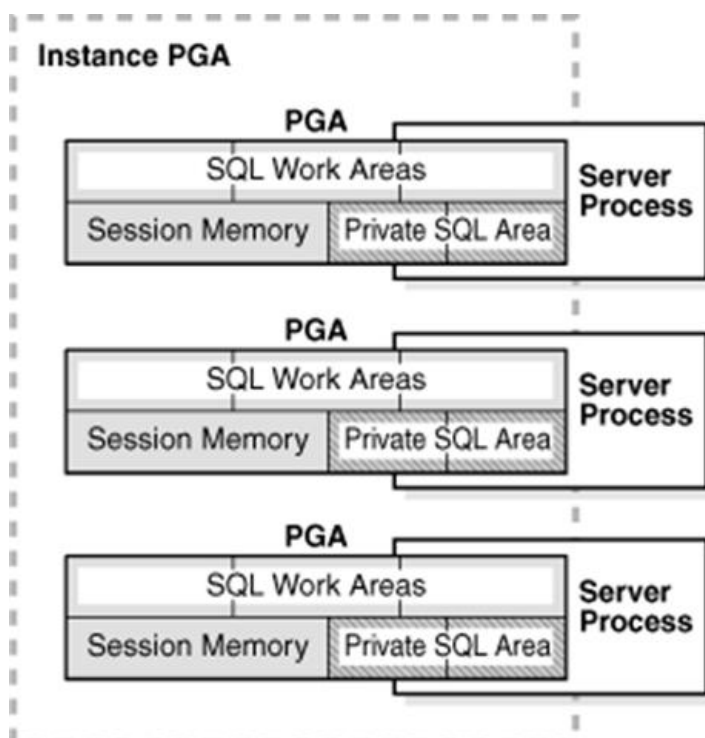 Instance PGA
PGA
SQL Work Areas
Session Memory
Private SQL Area
Server
Process
PGA
SQL Work Areas
Session Memory
Private SQL Area
Server
Process
PGA
SQL Work Areas
Session Memory
Private SQL Area
Server
Process